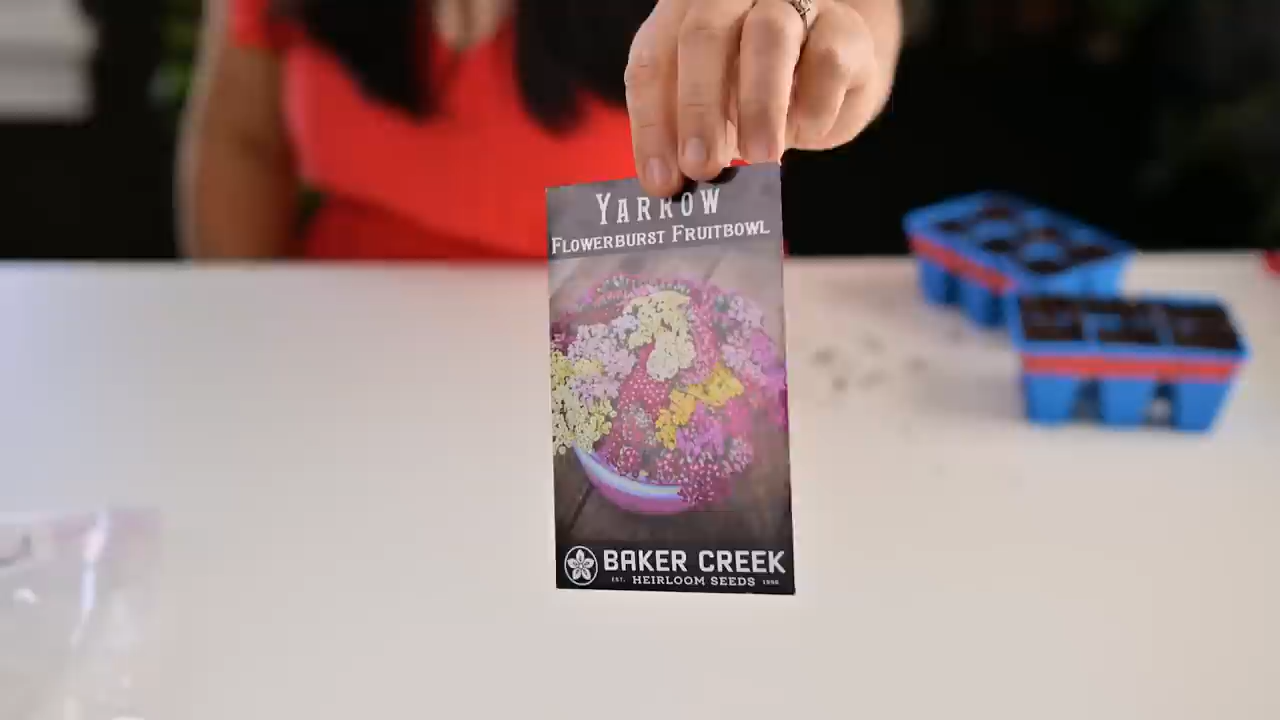 YARROW
FLOWERBURST FRUITBOWL
BAKER CREEK
EST. HEIRLOOM SEEDS 1998